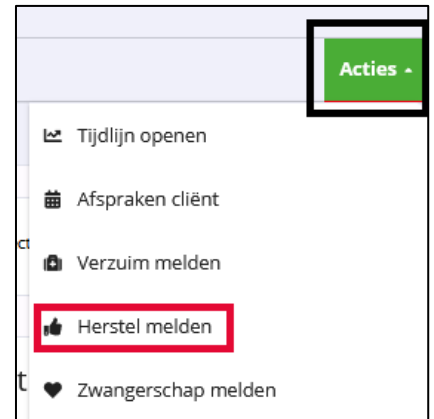 Acties
Tijdlijn openen
Afspraken cliënt
Verzuim melden
Herstel melden
Zwangerschap melden